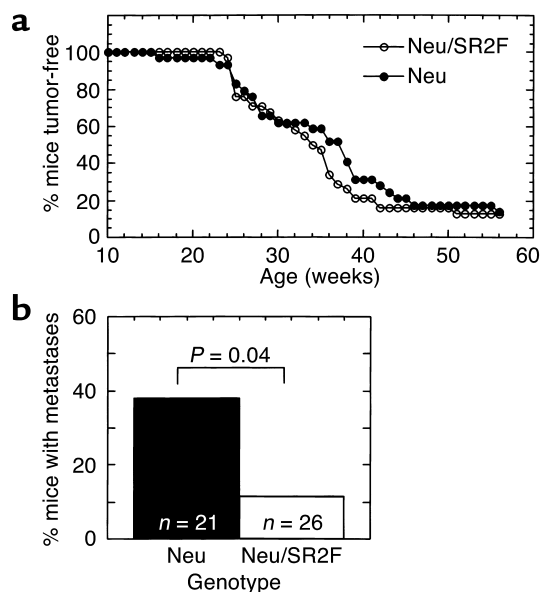 a
% mice tumor-free
100
80
60
40
20
0
Neu/SR2F
Neu
10 20 30 40 50 60
Age (weeks)
b
% mice with metastases
60
40
20
0
P = 0.04
n = 21 n = 26
Neu Neu/SR2F
Genotype